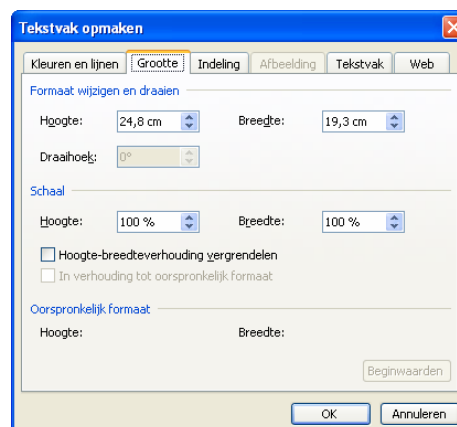 Tekstvak opmaken
Kleuren en lijnen Grootte Indeling Afbeelding Tekstvak Web
Formaat wijzigen en draaien
Hoogte: 24,8 cm Breedte: 19,3 cm
Draaihoek: 0°
Schaal
Hoogte: 100 % Breedte: 100 %
Hoogte-breedteverhouding vergrendelen
In verhouding tot oorspronkelijk formaat
Oorspronkelijk formaat
Hoogte: Breedte:
Beginwaarden
OK Annuleren